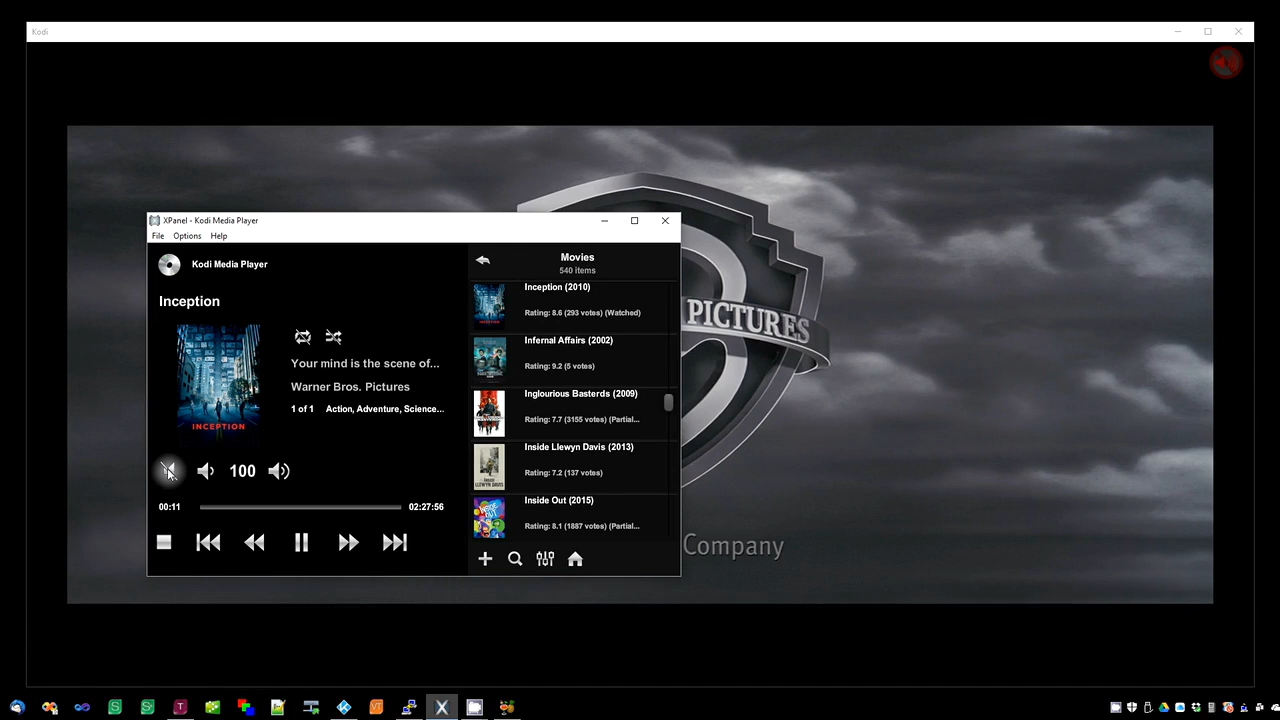 Kodi
XPanel - Kodi Media Player
File Options Help
Kodi Media Player
Inception
INCEPTION
Your mind is the scene of...
Warner Bros. Pictures
1 of 1 Action, Adventure, Science...
100
00:11
02:27:56
Movies
540 items
Inception (2010)
Rating: 8.6 (293 votes) (Watched)
Infernal Affairs (2002)
Rating: 9.2 (5 votes)
Inglourious Basterds (2009)
Rating: 7.7 (3155 votes) (Partial...
Inside Llewyn Davis (2013)
Rating: 7.2 (137 votes)
Inside Out (2015)
Rating: 8.1 (1887 votes) (Partial...
PICTURES
Company